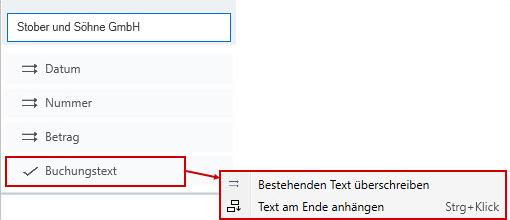 Stober und Söhne GmbH
Datum
Nummer
Betrag
Buchungstext
Bestehenden Text überschreiben
Text am Ende anhängen Strg+Klick